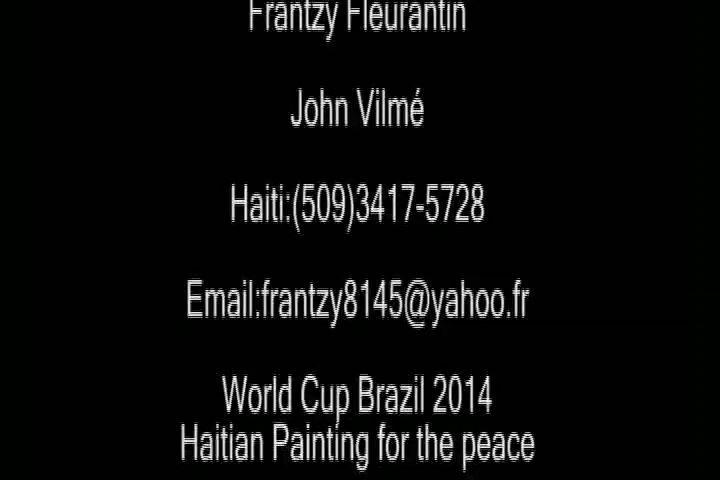 Frantzy Fleurantin
John Vilmé
Haiti:(509)3417-5728
Email:frantzy8145@yahoo.fr
World Cup Brazil 2014
Haitian Painting for the peace